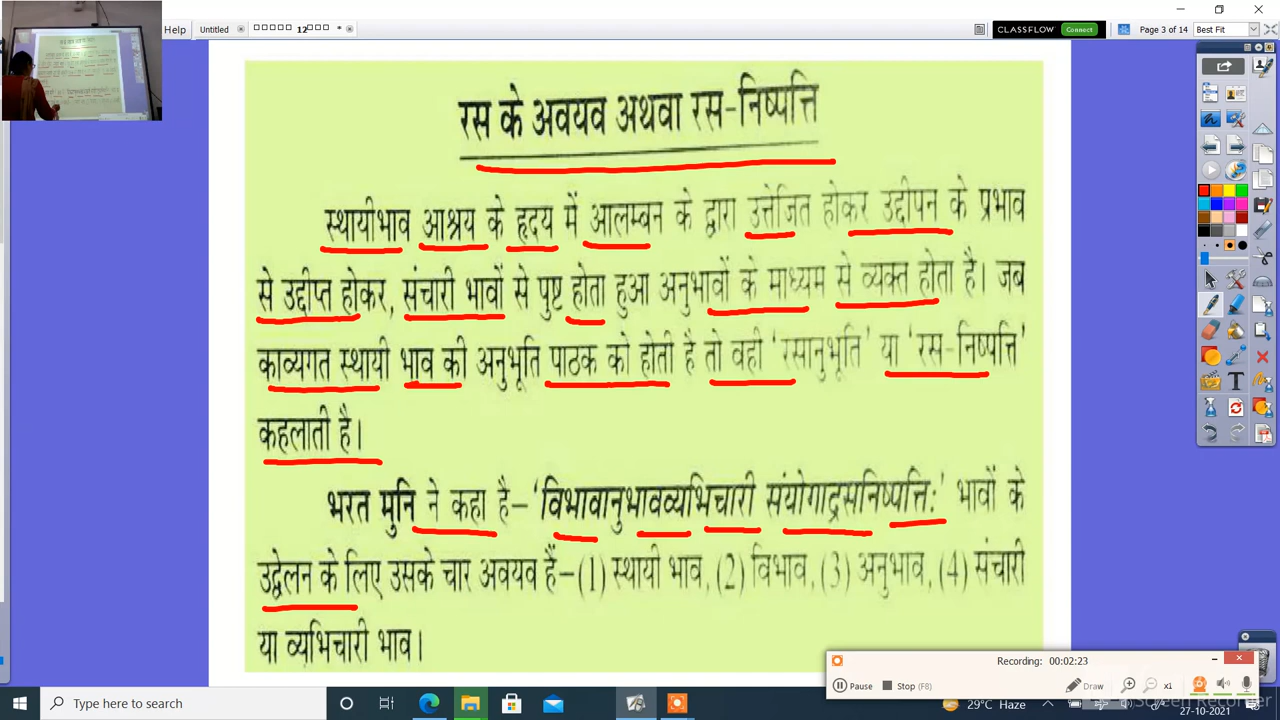 Help Untitled 12 * CLASSFLOW Connect Page 3 of 14 Best Fit
रस के अवयव अथवा रस-निष्पत्ति
स्थायीभाव आश्रय के हृदय में आलम्बन के द्वारा उत्तेजित होकर उद्दीपन के प्रभाव
से उद्दीप्त होकर, संचारी भावों से पुष्ट होता हुआ अनुभावों के माध्यम से व्यक्त होता है। जब
काव्यगत स्थायी भाव की अनुभूति पाठक को होती है तो वही 'रसानुभूति' या 'रस-निष्पत्ति'
कहलाती है।
भरत मुनि ने कहा है–'विभावानुभावव्यभिचारी संयोगाद्रसनिष्पत्तिः' भावों के
उद्वेलन के लिए उसके चार अवयव हैं–(1) स्थायी भाव, (2) विभाव, (3) अनुभाव, (4) संचारी
या व्यभिचारी भाव।
Recording: 00:02:23
Pause Stop (F8) Draw x1
Type here to search 29°C Haze
27-10-2021